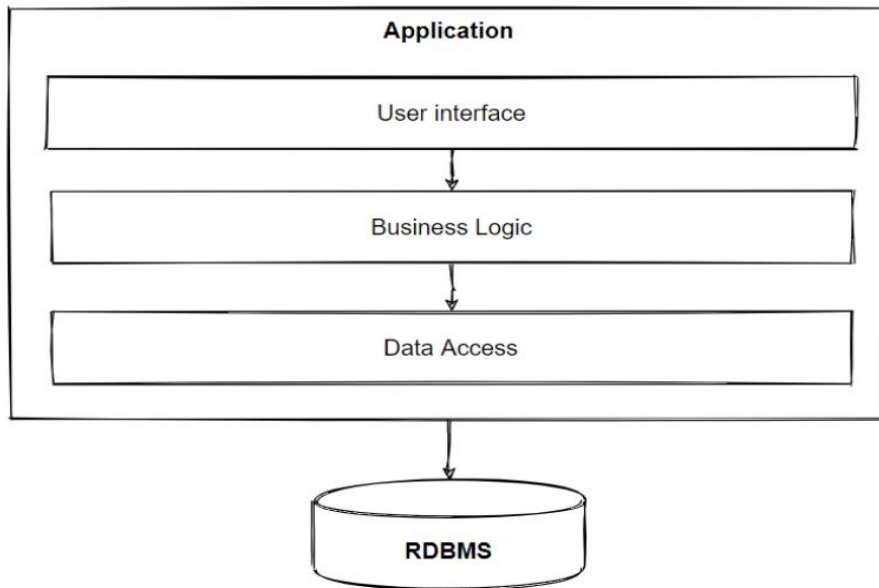 Application
User interface
Business Logic
Data Access
RDBMS